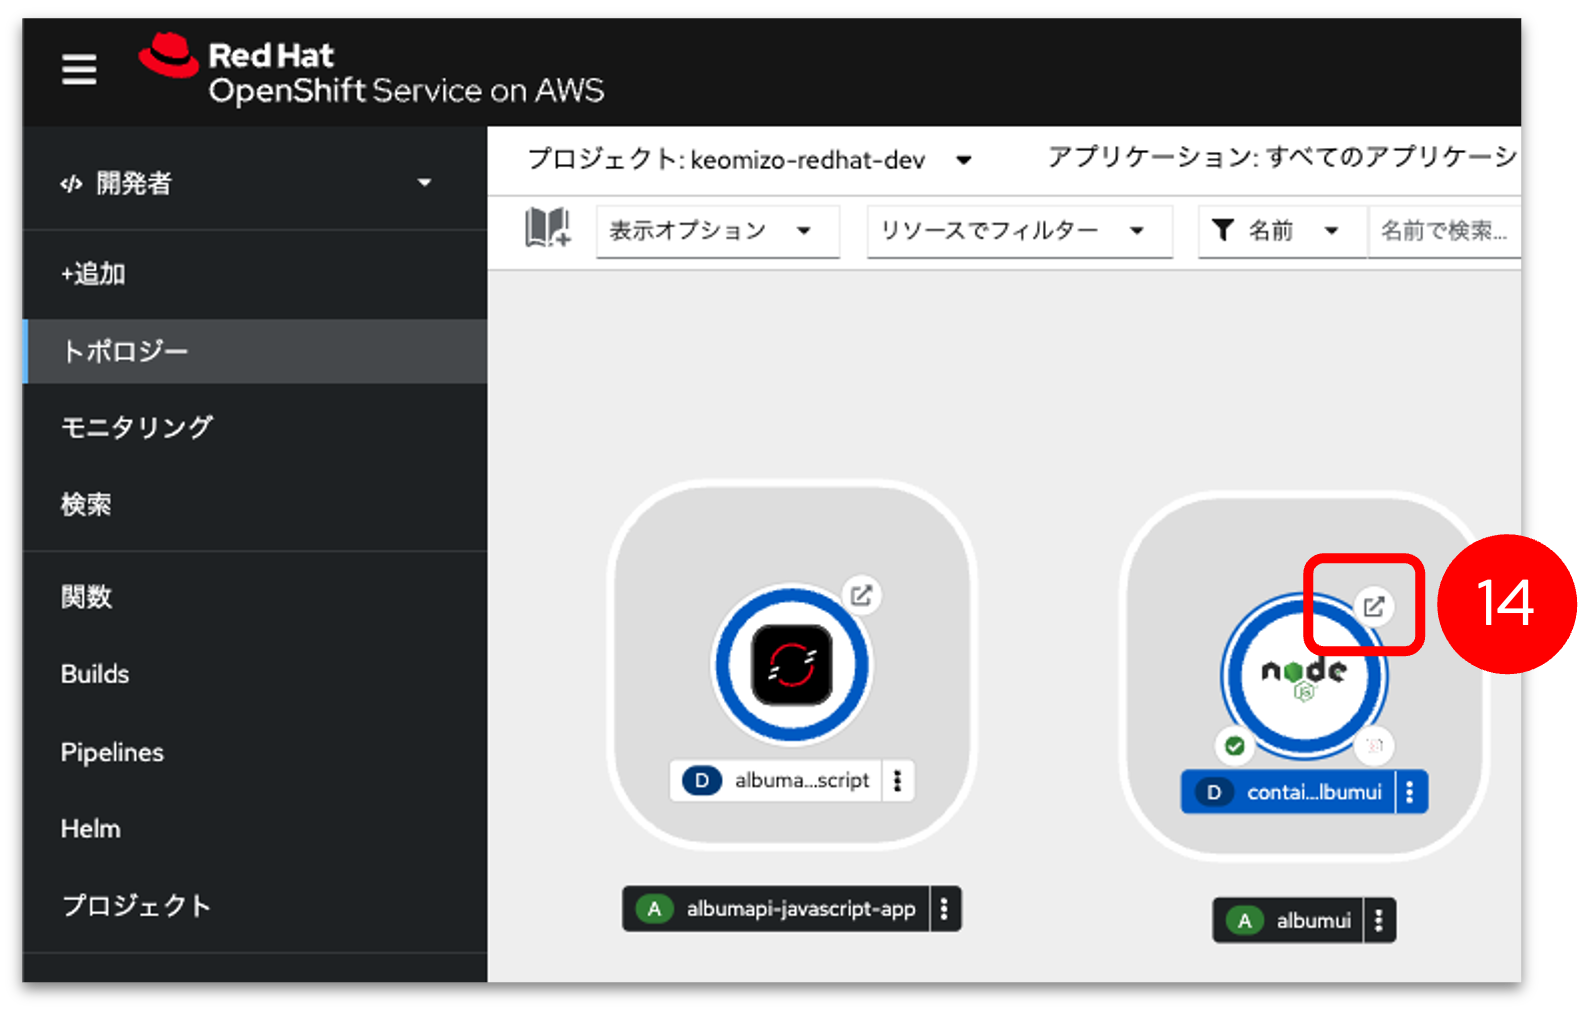 Red Hat
OpenShift Service on AWS
</> 開発者
+追加
トポロジー
モニタリング
検索
関数
Builds
Pipelines
Helm
プロジェクト
プロジェクト: keomizo-redhat-dev
アプリケーション: すべてのアプリケーシ
表示オプション
リソースでフィルター
名前
名前で検索...
14
node
JS
D albuma...script
D contai...lbumui
A albumapi-javascript-app
A albumui